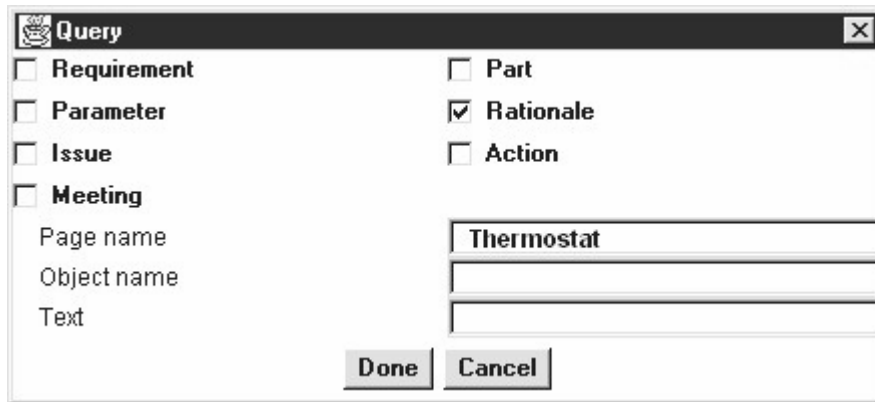 Query
Requirement Part
Parameter Rationale
Issue Action
Meeting
Page name Thermostat
Object name
Text
Done Cancel